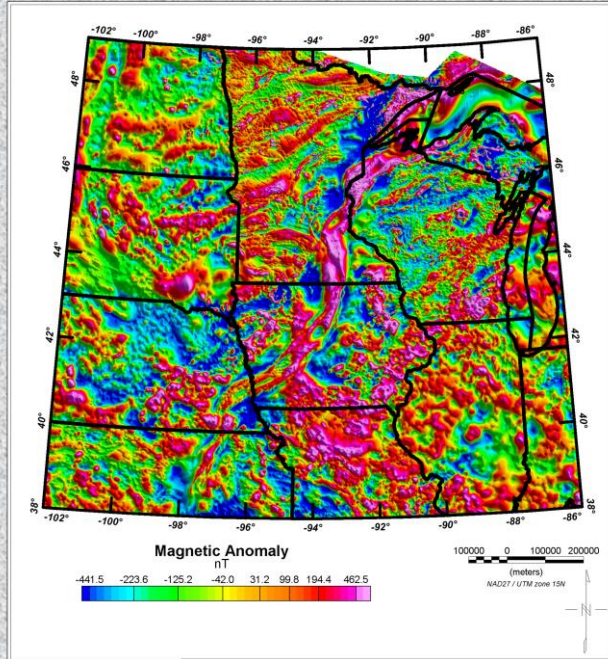 -102° -100° -98° -96° -94° -92° -90° -88° -86°
48° 48°
46° 46°
44° 44°
42° 42°
40° 40°
38° 38°
-102° -100° -98° -96° -94° -92° -90° -88° -86°
Magnetic Anomaly
nT
-441.5 -223.6 -125.2 -42.0 31.2 99.8 194.4 462.5
100000 0 100000 200000
(meters)
NAD27 / UTM zone 15N
N